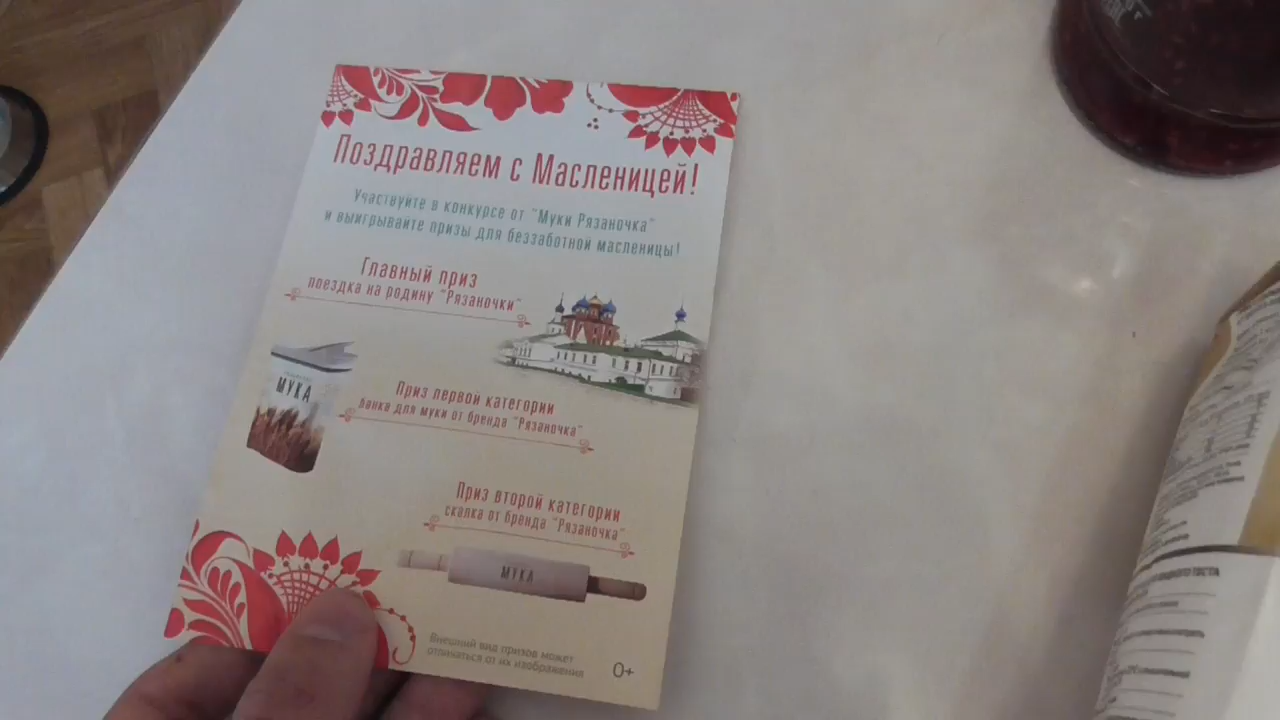 Поздравляем с Масленицей!
Участвуйте в конкурсе от "Муки Рязаночка"
и выигрывайте призы для беззаботной масленицы!
Главный приз
поездка на родину "Рязаночки"
МУКА
Приз первой категории
банка для муки от бренда "Рязаночка"
Приз второй категории
скалка от бренда "Рязаночка"
МУКА
Внешний вид призов может
отличаться от их изображения
0+